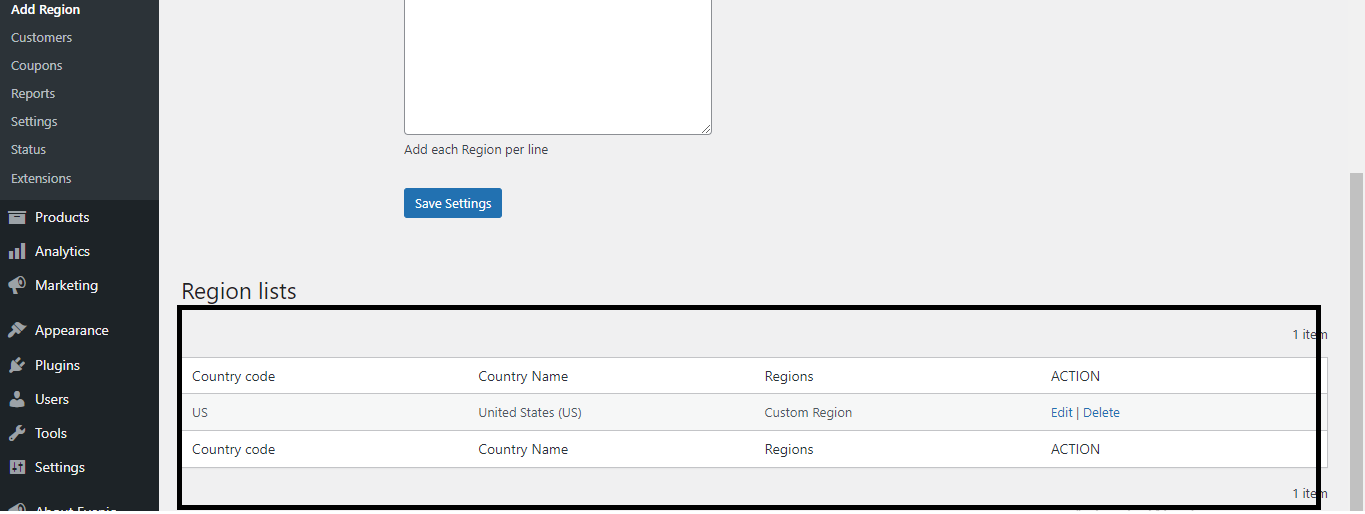 Add Region
Customers
Coupons
Reports
Settings
Status
Extensions
Products
Analytics
Marketing
Appearance
Plugins
Users
Tools
Settings
Add each Region per line
Save Settings
Region lists
1 item
Country code Country Name Regions ACTION
US United States (US) Custom Region Edit | Delete
Country code Country Name Regions ACTION
1 item